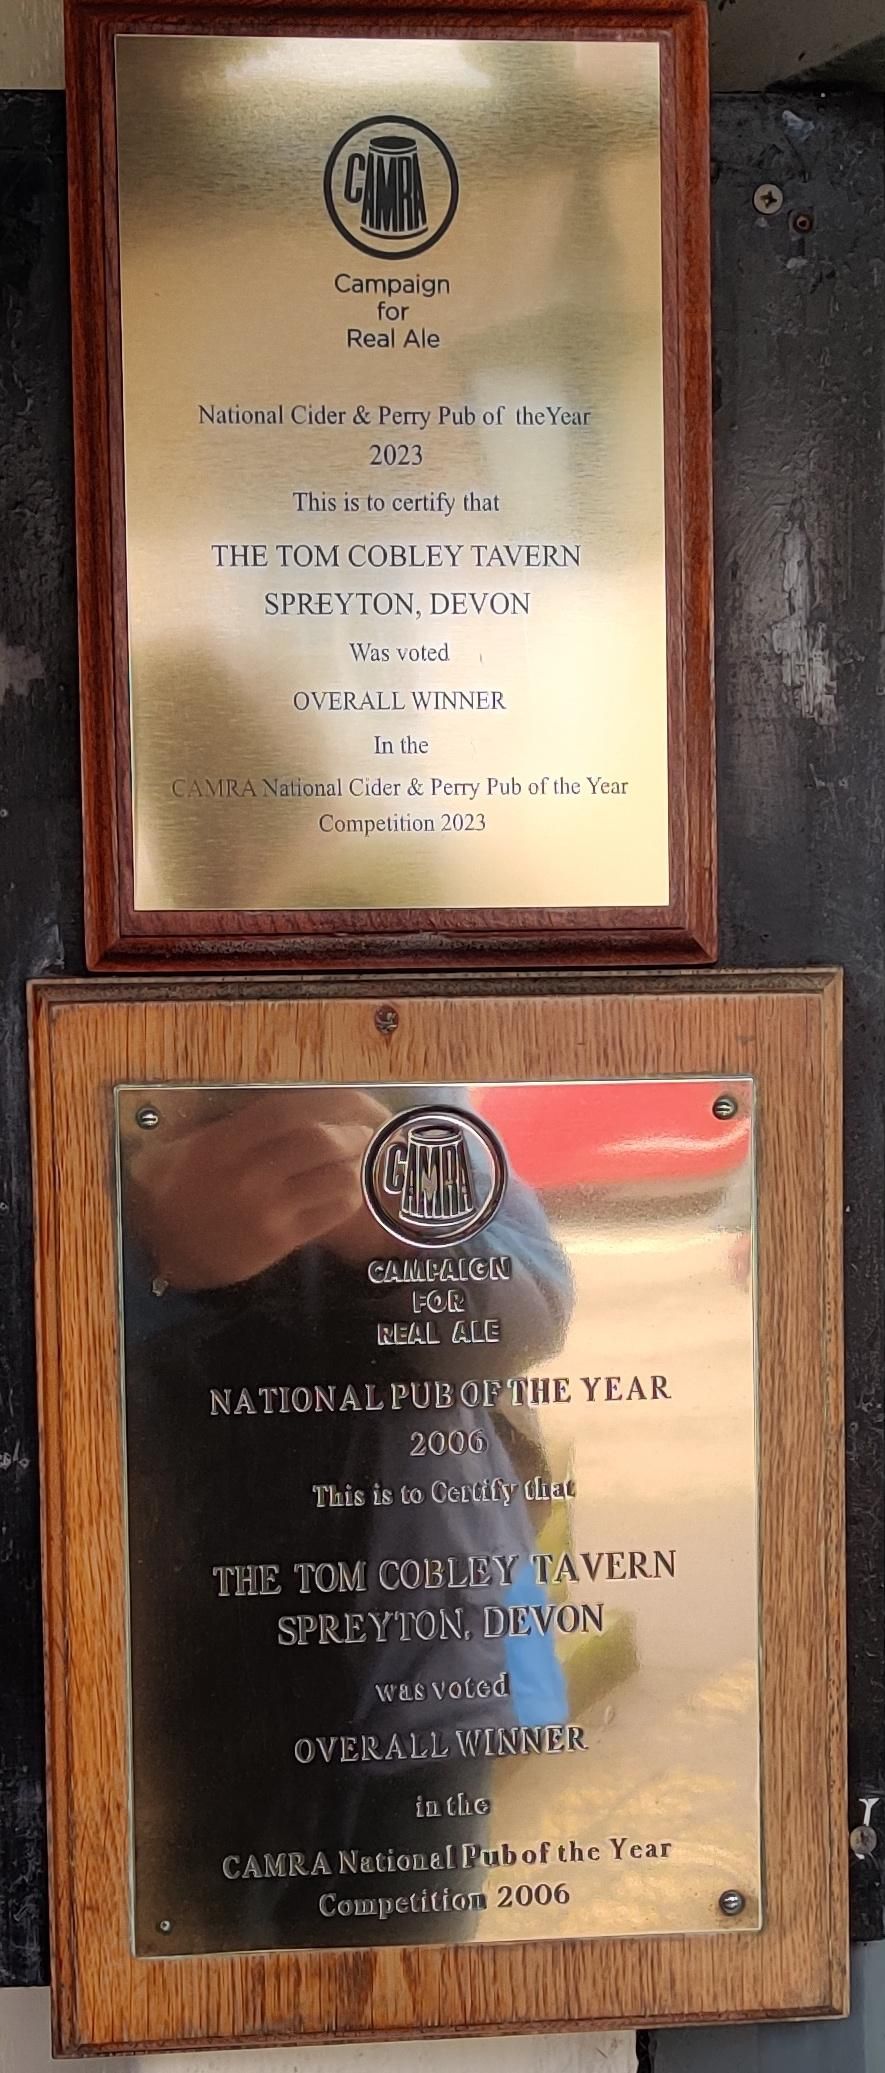 CAMRA
Campaign
for
Real Ale
National Cider & Perry Pub of theYear
2023
This is to certify that
THE TOM COBLEY TAVERN
SPREYTON, DEVON
Was voted
OVERALL WINNER
In the
CAMRA National Cider & Perry Pub of the Year
Competition 2023
CAMRA
CAMPAIGN
FOR
REAL ALE
NATIONAL PUB OF THE YEAR
2006
This is to Certify that
THE TOM COBLEY TAVERN
SPREYTON, DEVON
was voted
OVERALL WINNER
in the
CAMRA National Pub of the Year
Competition 2006